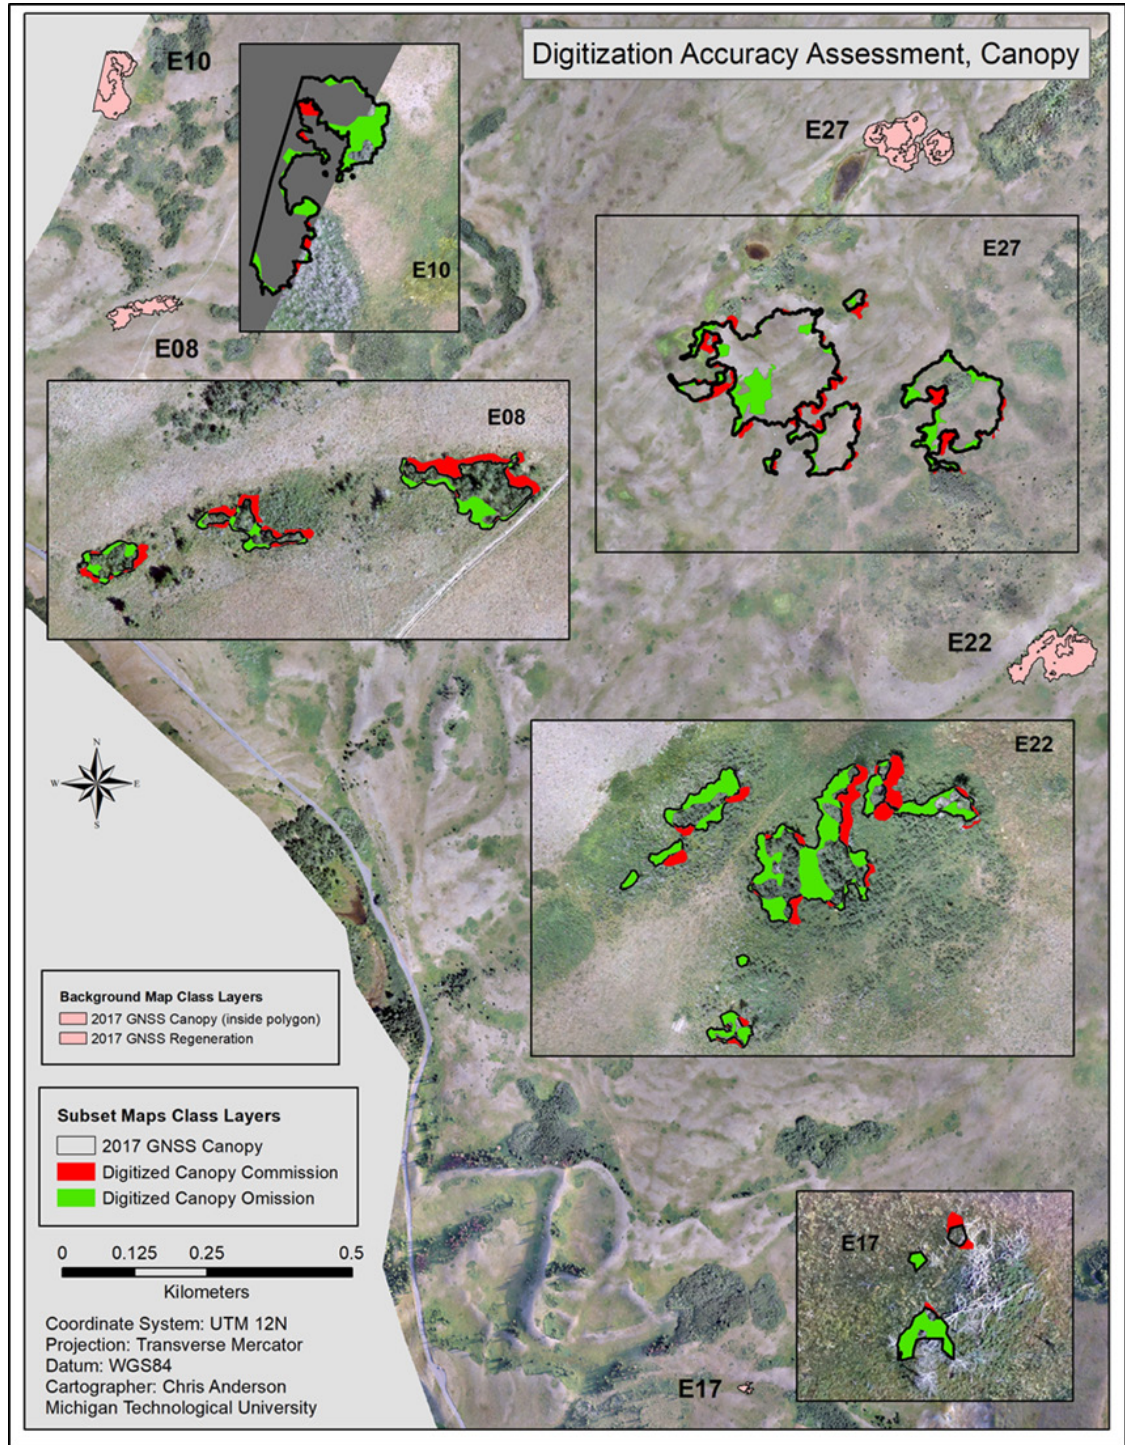 Digitization Accuracy Assessment, Canopy
E10
E10
E27
E27
E08
E08
E22
E22
N
W
E
S
Background Map Class Layers
2017 GNSS Canopy (inside polygon)
2017 GNSS Regeneration
Subset Maps Class Layers
2017 GNSS Canopy
Digitized Canopy Commission
Digitized Canopy Omission
0 0.125 0.25 0.5
Kilometers
Coordinate System: UTM 12N
Projection: Transverse Mercator
Datum: WGS84
Cartographer: Chris Anderson
Michigan Technological University
E17
E17